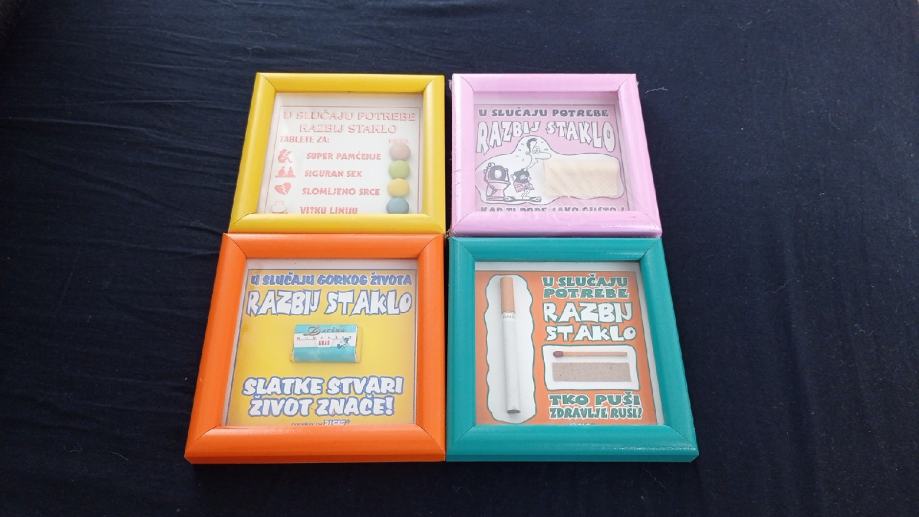 U SLUČAJU POTREBE
RAZBIJ STAKLO
TABLETE ZA:
SUPER PAMĆENJE
SIGURAN SEX
SLOMLJENO SRCE
VITKU LINIJU
U SLUČAJU POTREBE
RAZBIJ STAKLO
U SLUČAJU GORKOG ŽIVOTA
RAZBIJ STAKLO
SLATKE STVARI
ŽIVOT ZNAČE!
U SLUČAJU
POTREBE
RAZBIJ
STAKLO
TKO PUŠI
ZDRAVLJE RUŠI!